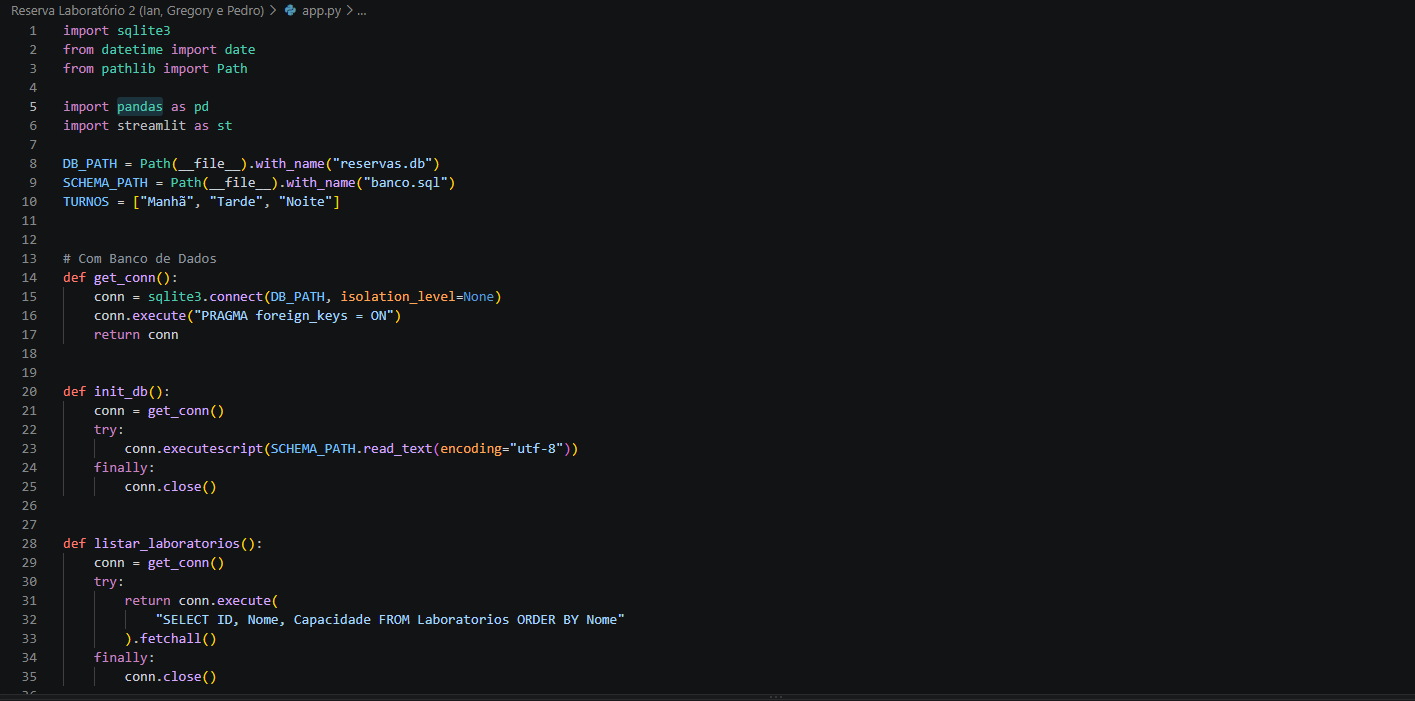 Reserva Laboratório 2 (Ian, Gregory e Pedro) > app.py > ...
1 import sqlite3
2 from datetime import date
3 from pathlib import Path
4
5 import pandas as pd
6 import streamlit as st
7
8 DB_PATH = Path(__file__).with_name("reservas.db")
9 SCHEMA_PATH = Path(__file__).with_name("banco.sql")
10 TURNOS = ["Manhã", "Tarde", "Noite"]
11
12
13 # Com Banco de Dados
14 def get_conn():
15     conn = sqlite3.connect(DB_PATH, isolation_level=None)
16     conn.execute("PRAGMA foreign_keys = ON")
17     return conn
18
19
20 def init_db():
21     conn = get_conn()
22     try:
23         conn.executescript(SCHEMA_PATH.read_text(encoding="utf-8"))
24     finally:
25         conn.close()
26
27
28 def listar_laboratorios():
29     conn = get_conn()
30     try:
31         return conn.execute(
32             "SELECT ID, Nome, Capacidade FROM Laboratorios ORDER BY Nome"
33         ).fetchall()
34     finally:
35         conn.close()